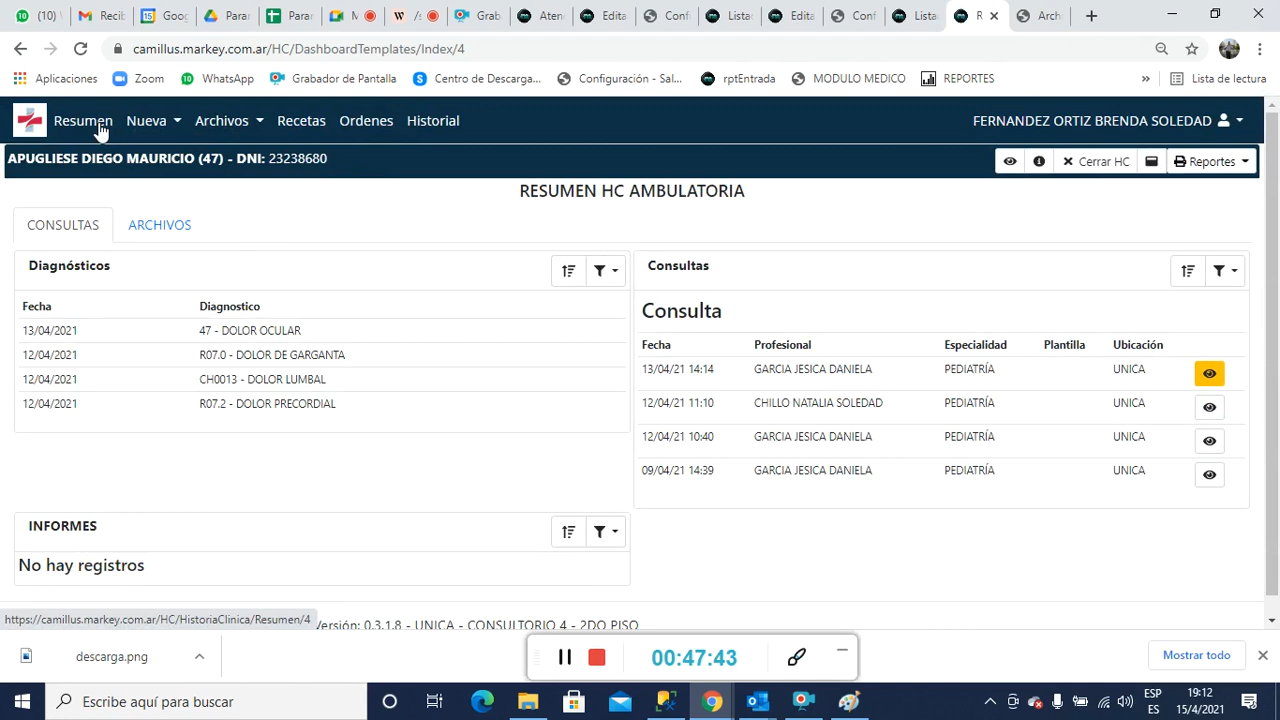 (10) \
Recib
Goog
Paran
Paran
M
Grab
Aten
Edita
Conf
Lista
Edita
Conf
Lista
R
Arch
camillus.markey.com.ar/HC/DashboardTemplates/Index/4
Aplicaciones Zoom WhatsApp Grabador de Pantalla Centro de Descarga... Configuración - Sal... rptEntrada MODULO MEDICO REPORTES » Lista de lectura
Resumen Nueva Archivos Recetas Ordenes Historial FERNANDEZ ORTIZ BRENDA SOLEDAD
APUGLIESE DIEGO MAURICIO (47) - DNI: 23238680 Cerrar HC Reportes
RESUMEN HC AMBULATORIA
CONSULTAS ARCHIVOS
Diagnósticos
Fecha Diagnostico
13/04/2021 47 - DOLOR OCULAR
12/04/2021 R07.0 - DOLOR DE GARGANTA
12/04/2021 CH0013 - DOLOR LUMBAL
12/04/2021 R07.2 - DOLOR PRECORDIAL
Consultas
Consulta
Fecha Profesional Especialidad Plantilla Ubicación
13/04/21 14:14 GARCIA JESICA DANIELA PEDIATRÍA UNICA
12/04/21 11:10 CHILLO NATALIA SOLEDAD PEDIATRÍA UNICA
12/04/21 10:40 GARCIA JESICA DANIELA PEDIATRÍA UNICA
09/04/21 14:39 GARCIA JESICA DANIELA PEDIATRÍA UNICA
INFORMES
No hay registros
https://camillus.markey.com.ar/HC/HistoriaClinica/Resumen/4
Versión: 0.3.1.8 - UNICA - CONSULTORIO 4 - 2DO PISO
descarga.png
00:47:43
Mostrar todo
Escribe aquí para buscar
ESP
ES
19:12
15/4/2021